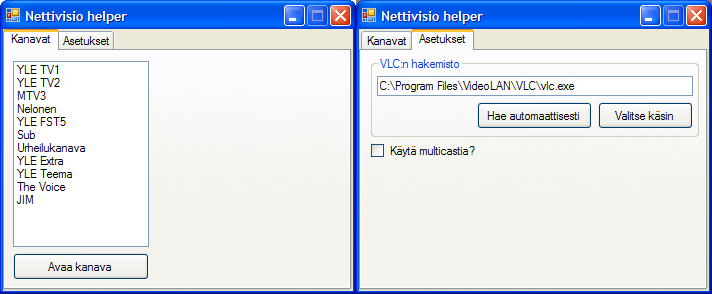 Nettivisio helper
Kanavat Asetukset
YLE TV1
YLE TV2
MTV3
Nelonen
YLE FST5
Sub
Urheilukanava
YLE Extra
YLE Teema
The Voice
JIM
Avaa kanava
Nettivisio helper
Kanavat Asetukset
VLC:n hakemisto
C:\Program Files\VideoLAN\VLC\vlc.exe
Hae automaattisesti Valitse käsin
Käytä multicastia?